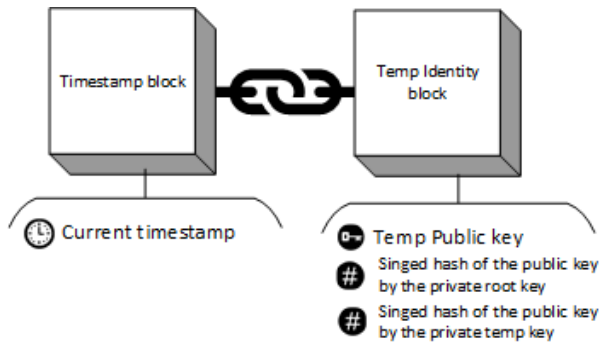 Timestamp block
Temp Identity
block
Current timestamp
Temp Public key
Singed hash of the public key
by the private root key
Singed hash of the public key
by the private temp key